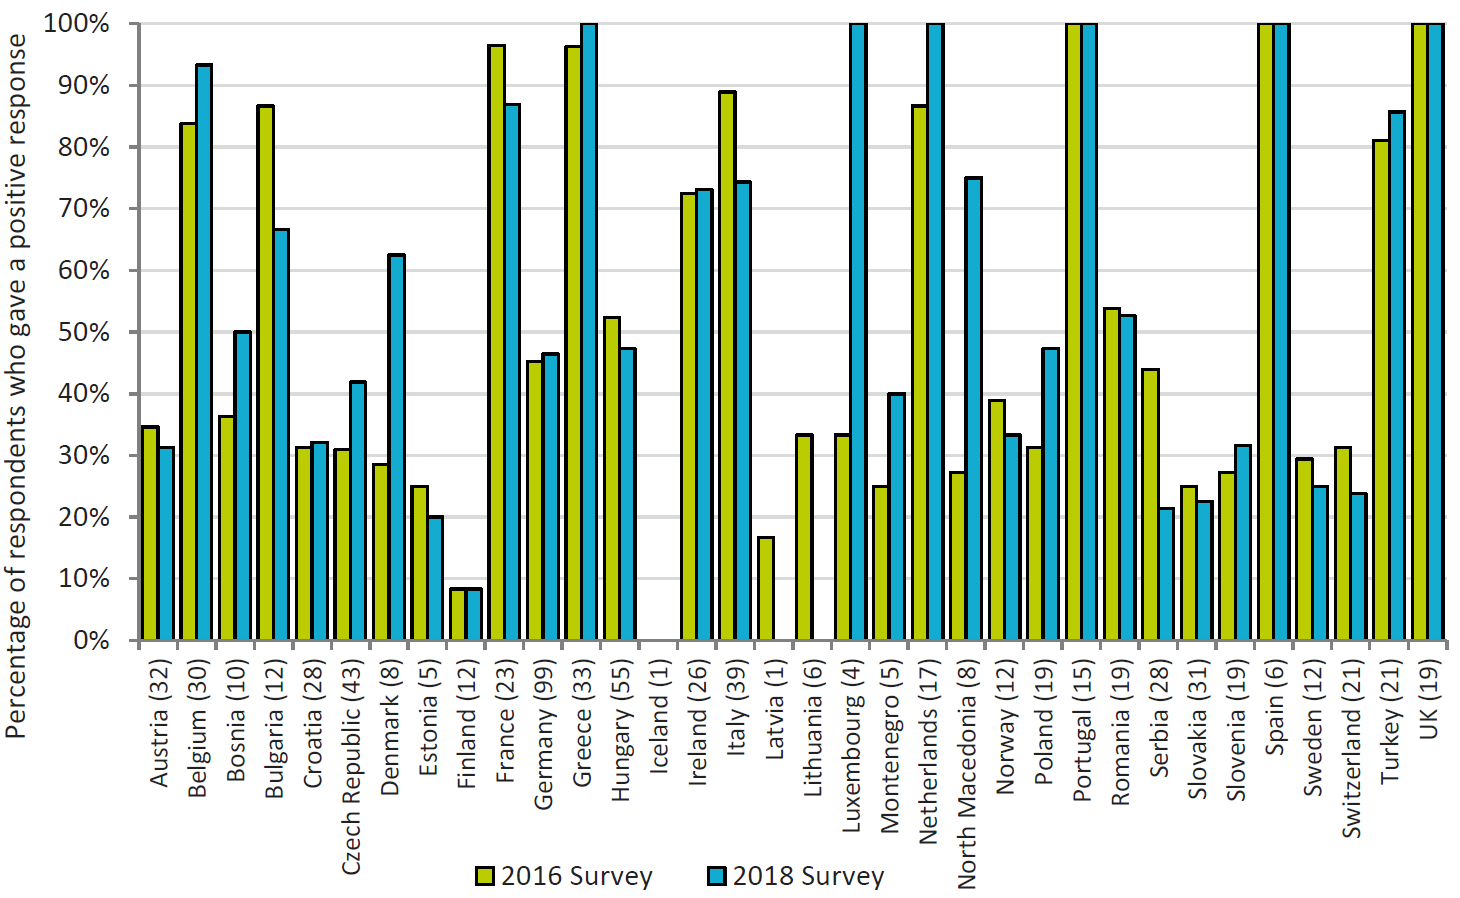 Percentage of respondents who gave a positive response
100%
90%
80%
70%
60%
50%
40%
30%
20%
10%
0%
Austria (32)
Belgium (30)
Bosnia (10)
Bulgaria (12)
Croatia (28)
Czech Republic (43)
Denmark (8)
Estonia (5)
Finland (12)
France (23)
Germany (99)
Greece (33)
Hungary (55)
Iceland (1)
Ireland (26)
Italy (39)
Latvia (1)
Lithuania (6)
Luxembourg (4)
Montenegro (5)
Netherlands (17)
North Macedonia (8)
Norway (12)
Poland (19)
Portugal (15)
Romania (19)
Serbia (28)
Slovakia (31)
Slovenia (19)
Spain (6)
Sweden (12)
Switzerland (21)
Turkey (21)
UK (19)
2016 Survey
2018 Survey